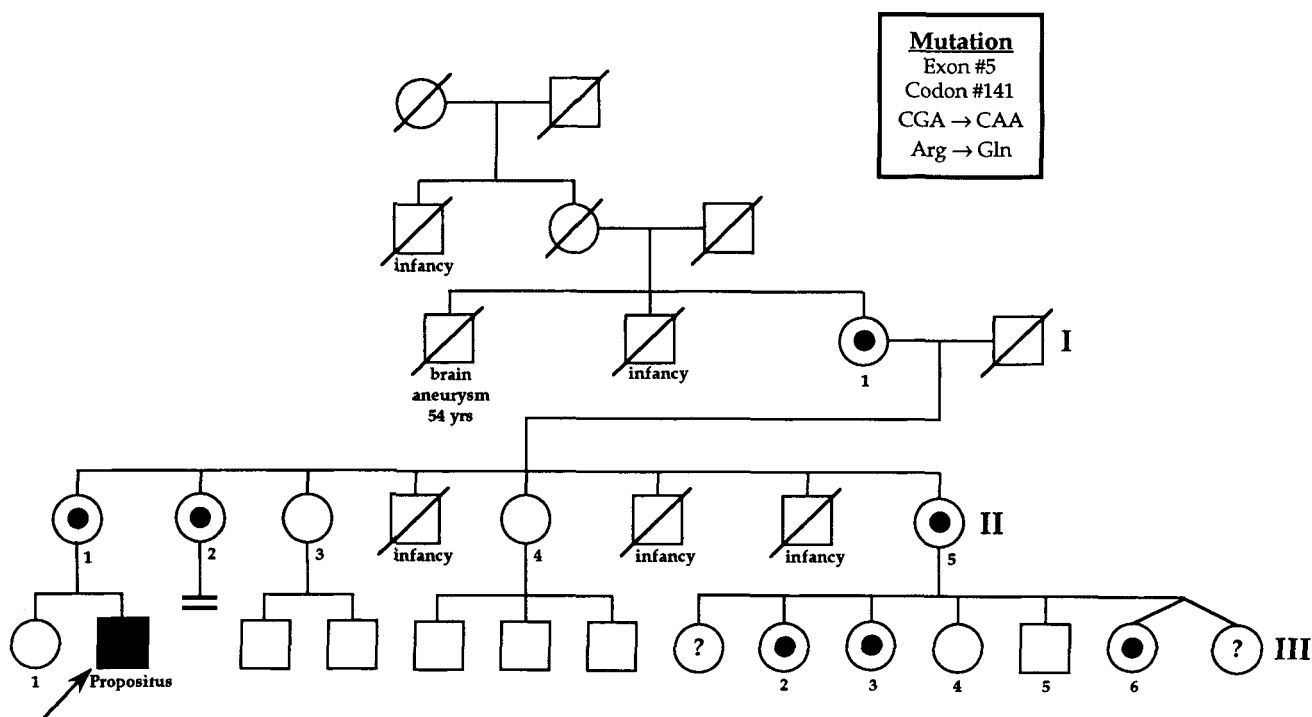 Mutation
Exon #5
Codon #141
CGA → CAA
Arg → Gln
infancy
brain
aneurysm
54 yrs
infancy
1
I
1
2
3
infancy
4
infancy
infancy
5
II
1
Propositus
?
2
3
4
5
6
?
III